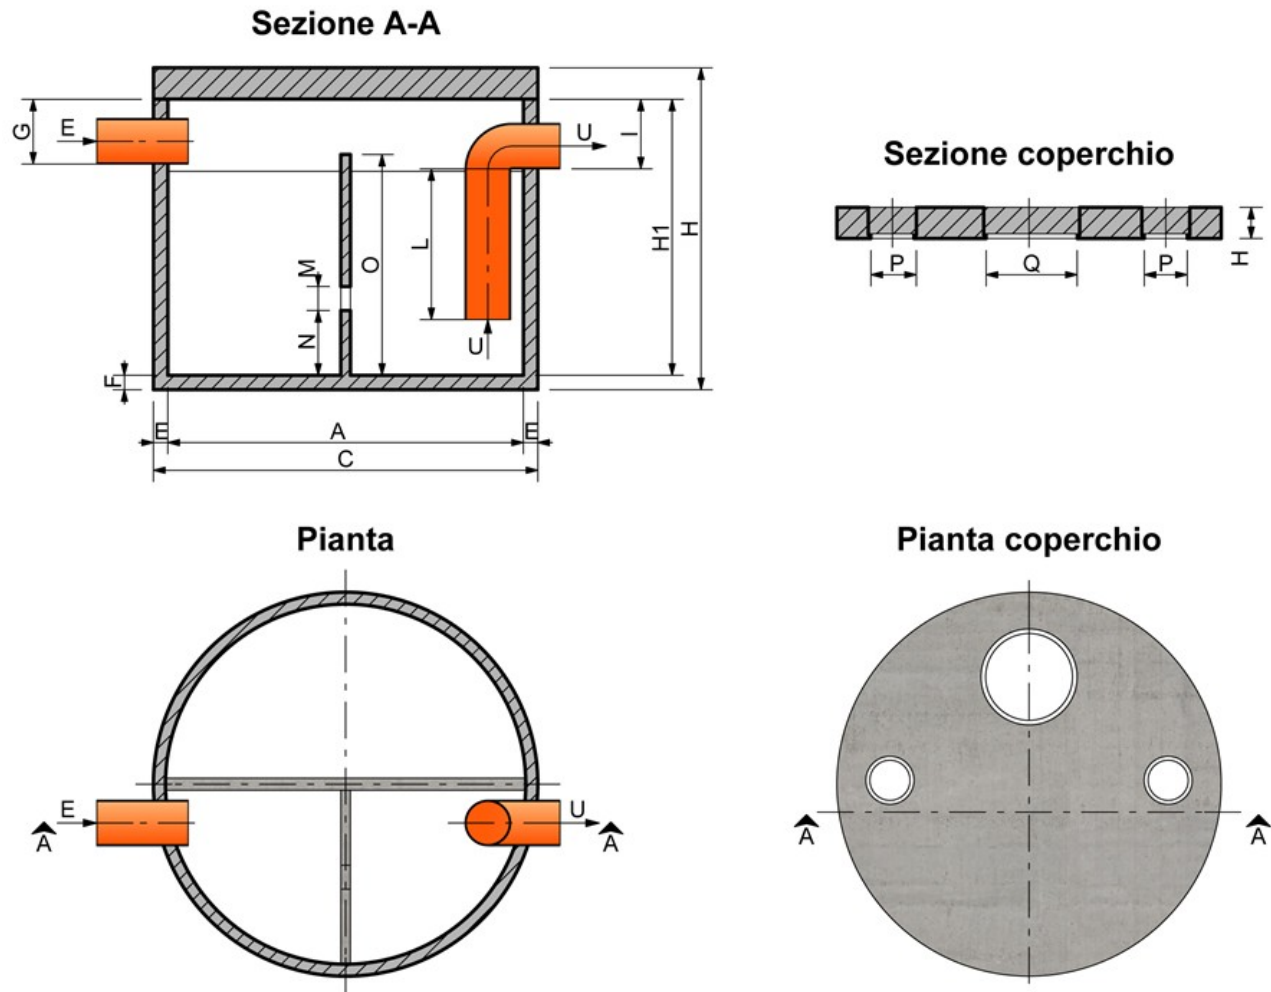 Sezione A-A
G
E
U
I
H1
H
L
O
M
N
U
F
E
A
E
C
Sezione coperchio
P
Q
P
H
Pianta
E
A
U
A
Pianta coperchio
A
A